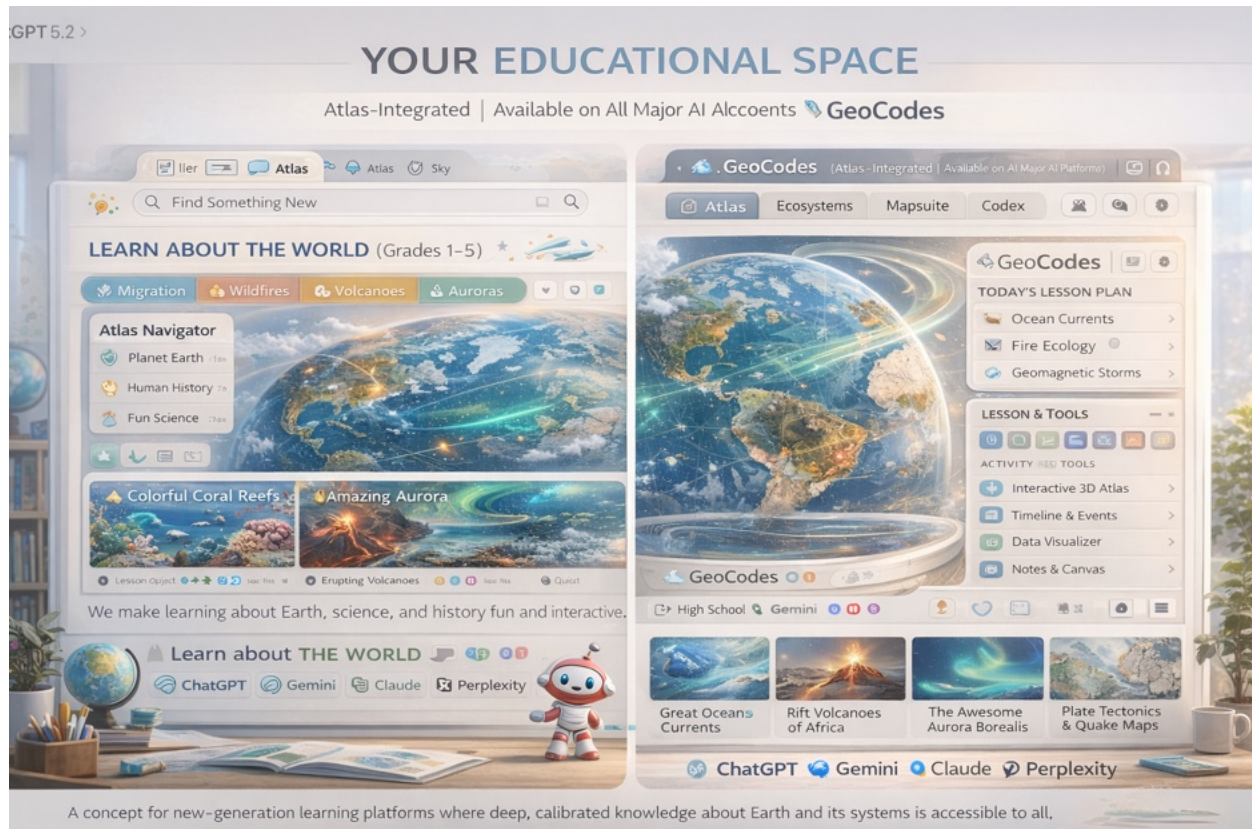 GPT 5.2 >
YOUR EDUCATIONAL SPACE
Atlas-Integrated | Available on All Major AI Alccoents GeoCodes
ller Atlas Atlas Sky
Find Something New
LEARN ABOUT THE WORLD (Grades 1–5)
Migration Wildfires Volcanoes Auroras
Atlas Navigator
Planet Earth
Human History
Fun Science
Colorful Coral Reefs Amazing Aurora
Lesson Erupting Volcanoes
We make learning about Earth, science, and history fun and interactive.
Learn about THE WORLD
ChatGPT Gemini Claude Perplexity
.GeoCodes (Atlas-Integrated | Available on AI Major AI Platforms)
Atlas Ecosystems Mapsuite Codex
GeoCodes
TODAY'S LESSON PLAN
Ocean Currents >
Fire Ecology >
Geomagnetic Storms >
LESSON & TOOLS
ACTIVITY TOOLS
Interactive 3D Atlas >
Timeline & Events >
Data Visualizer >
Notes & Canvas >
GeoCodes
High School Gemini
Great Oceans
Currents
Rift Volcanoes
of Africa
The Awesome
Aurora Borealis
Plate Tectonics
& Quake Maps
ChatGPT Gemini Claude Perplexity
A concept for new-generation learning platforms where deep, calibrated knowledge about Earth and its systems is accessible to all,